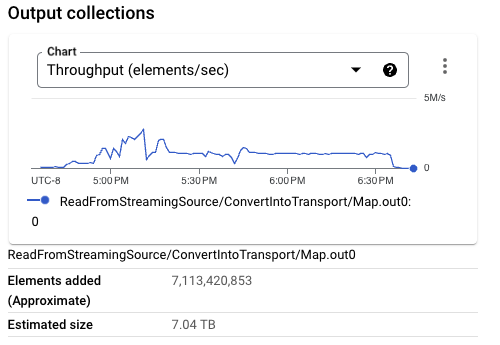 Output collections
Chart
Throughput (elements/sec)
5M/s
0
UTC-8 5:00 PM 5:30 PM 6:00 PM 6:30 PM
ReadFromStreamingSource/ConvertIntoTransport/Map.out0:
0
ReadFromStreamingSource/ConvertIntoTransport/Map.out0
Elements added 7,113,420,853
(Approximate)
Estimated size 7.04 TB